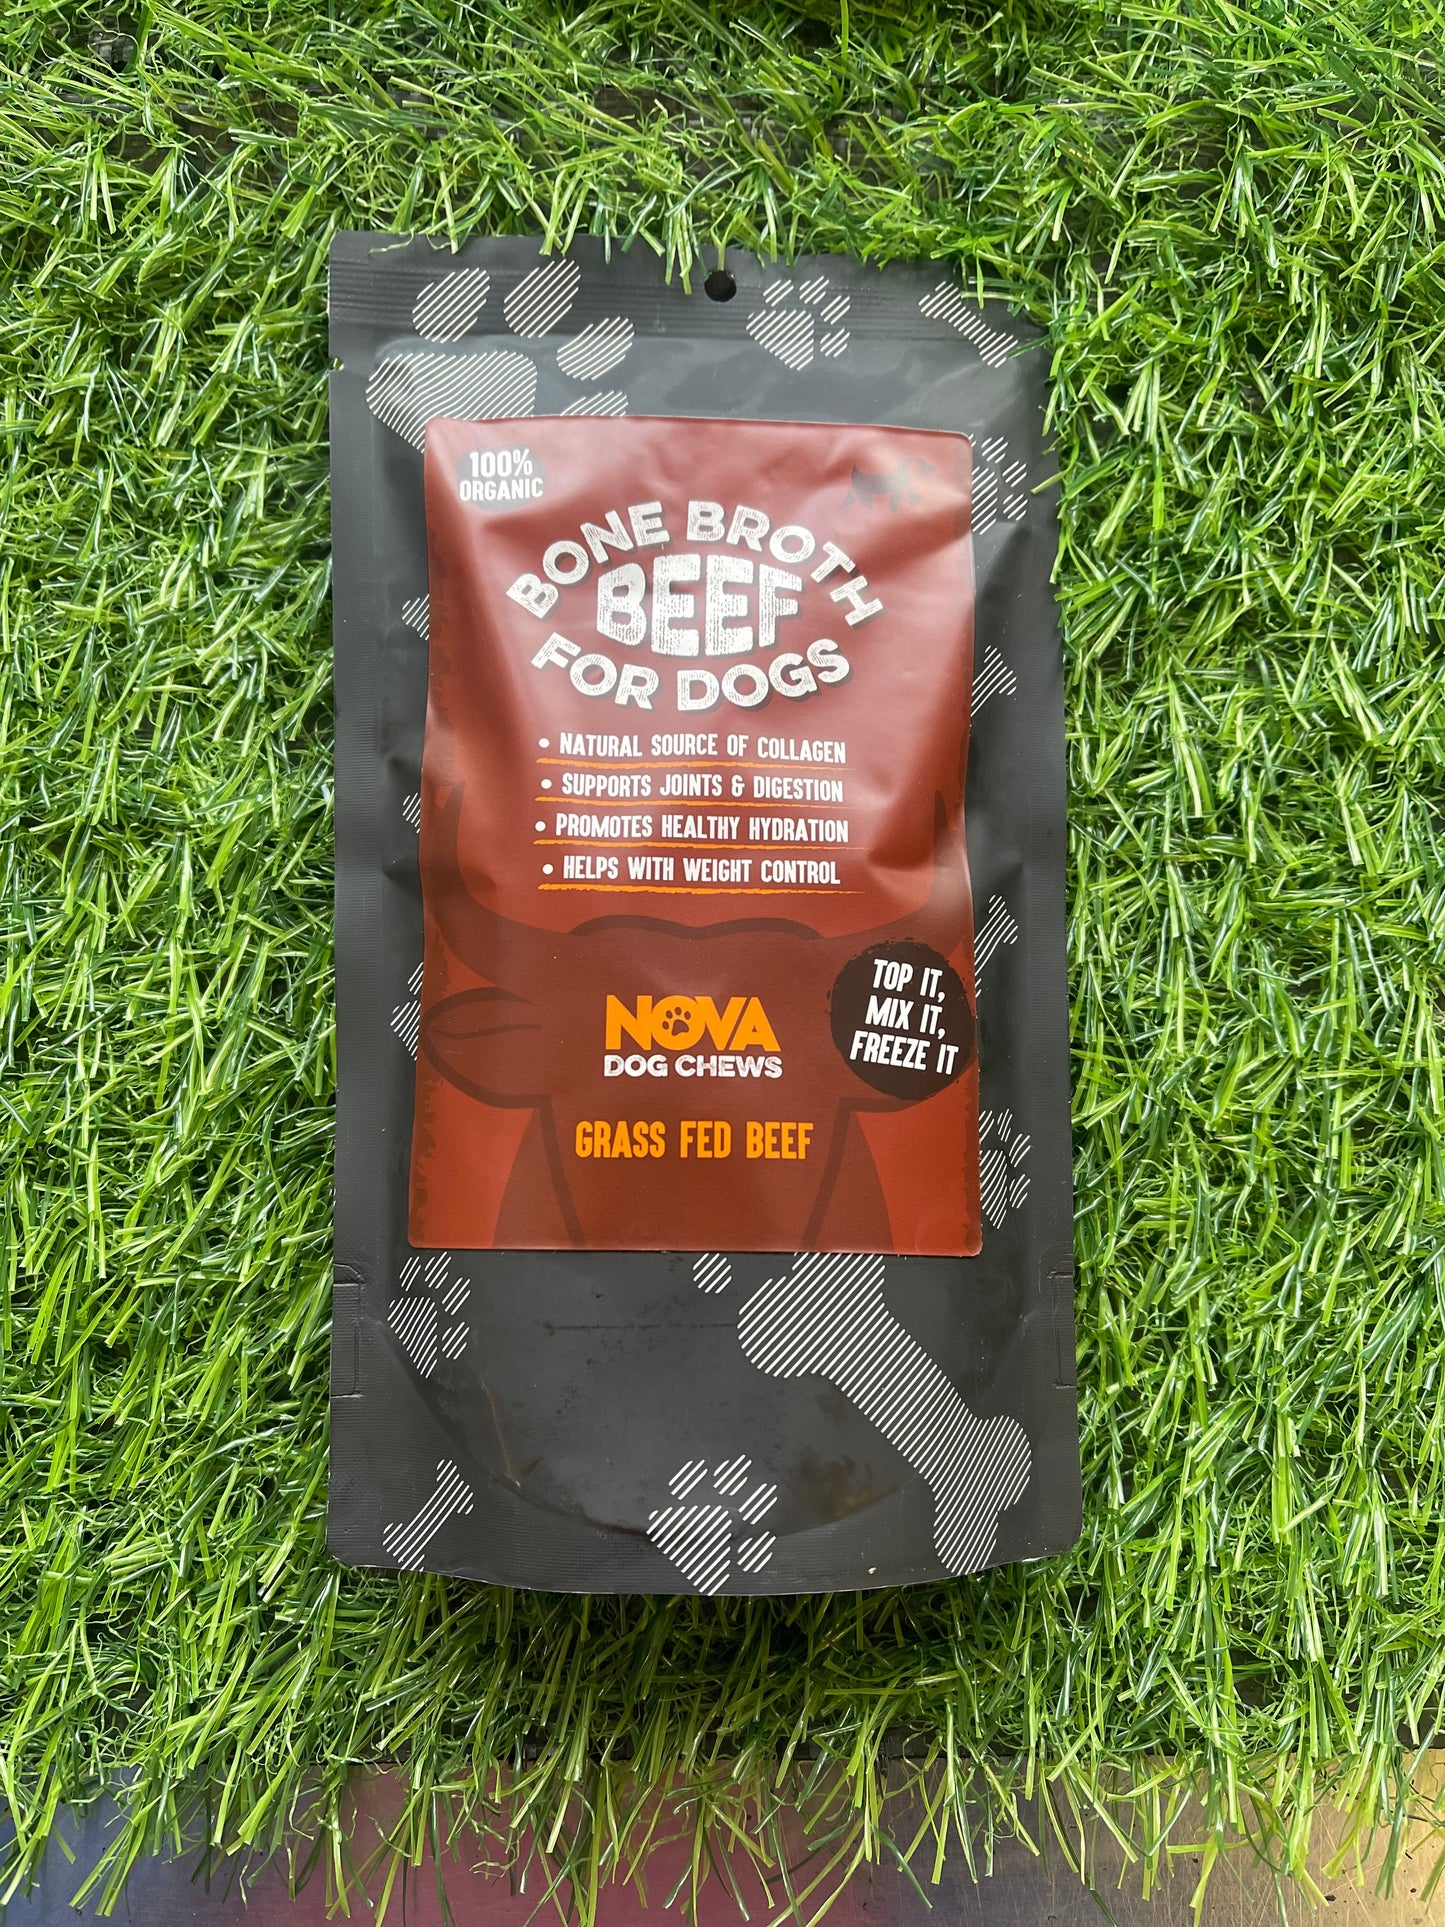 100%
ORGANIC
BONE BROTH
BEEF
FOR DOGS
• NATURAL SOURCE OF COLLAGEN
• SUPPORTS JOINTS & DIGESTION
• PROMOTES HEALTHY HYDRATION
• HELPS WITH WEIGHT CONTROL
TOP IT,
MIX IT,
FREEZE IT
NOVA
DOG CHEWS
GRASS FED BEEF